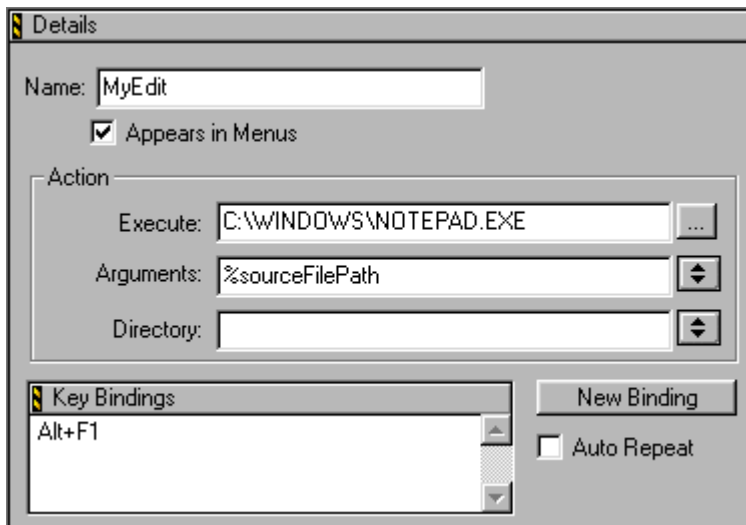 Details
Name: MyEdit
Appears in Menus
Action
Execute: C:\WINDOWS\NOTEPAD.EXE ...
Arguments: %sourceFilePath
Directory:
Key Bindings
New Binding
Alt+F1
Auto Repeat